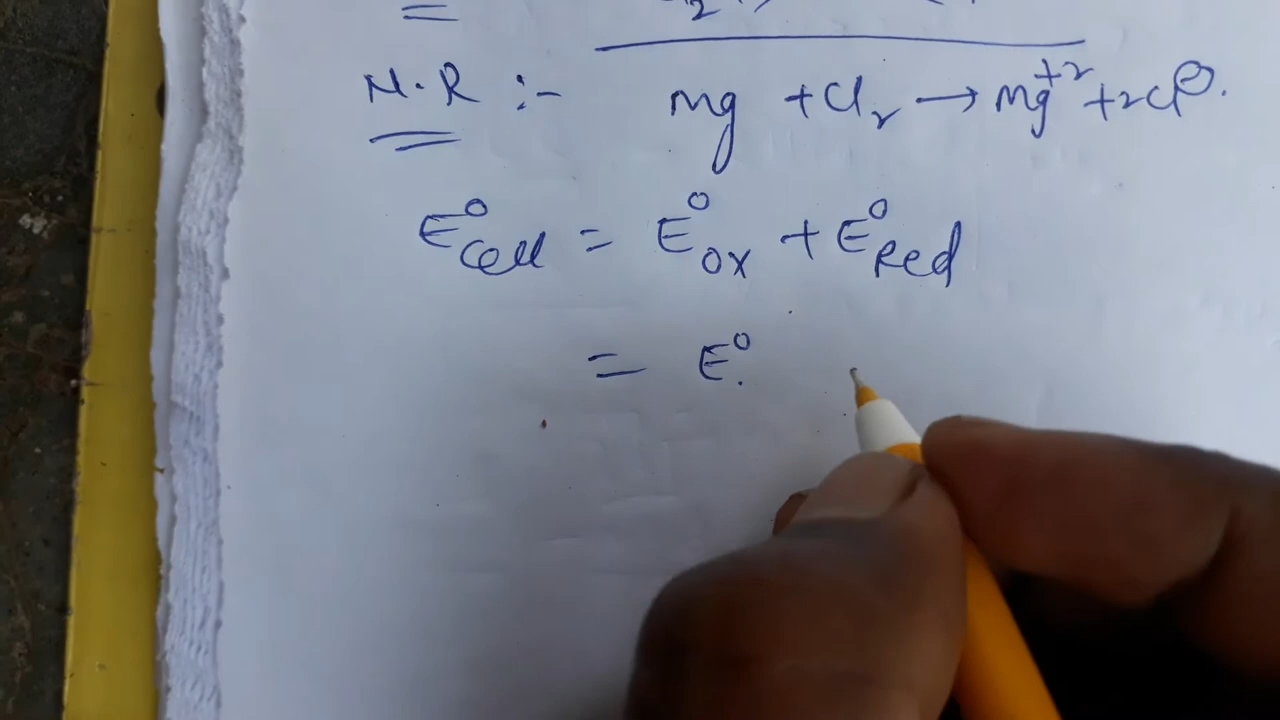 N.R :- Mg + Cl2 → Mg+2 + 2Cl⊖.
E°Cell = E°OX + E°Red
= E°